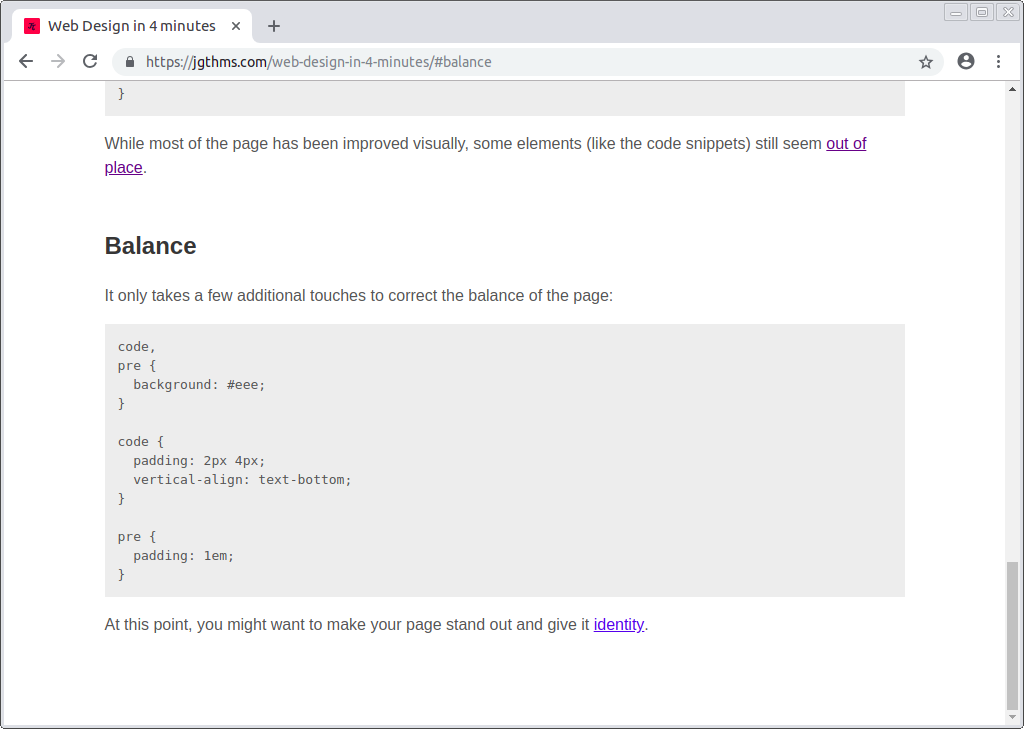 Web Design in 4 minutes
https://jgthms.com/web-design-in-4-minutes/#balance
}
While most of the page has been improved visually, some elements (like the code snippets) still seem out of
place.
Balance
It only takes a few additional touches to correct the balance of the page:
code,
pre {
  background: #eee;
}
code {
  padding: 2px 4px;
  vertical-align: text-bottom;
}
pre {
  padding: 1em;
}
At this point, you might want to make your page stand out and give it identity.